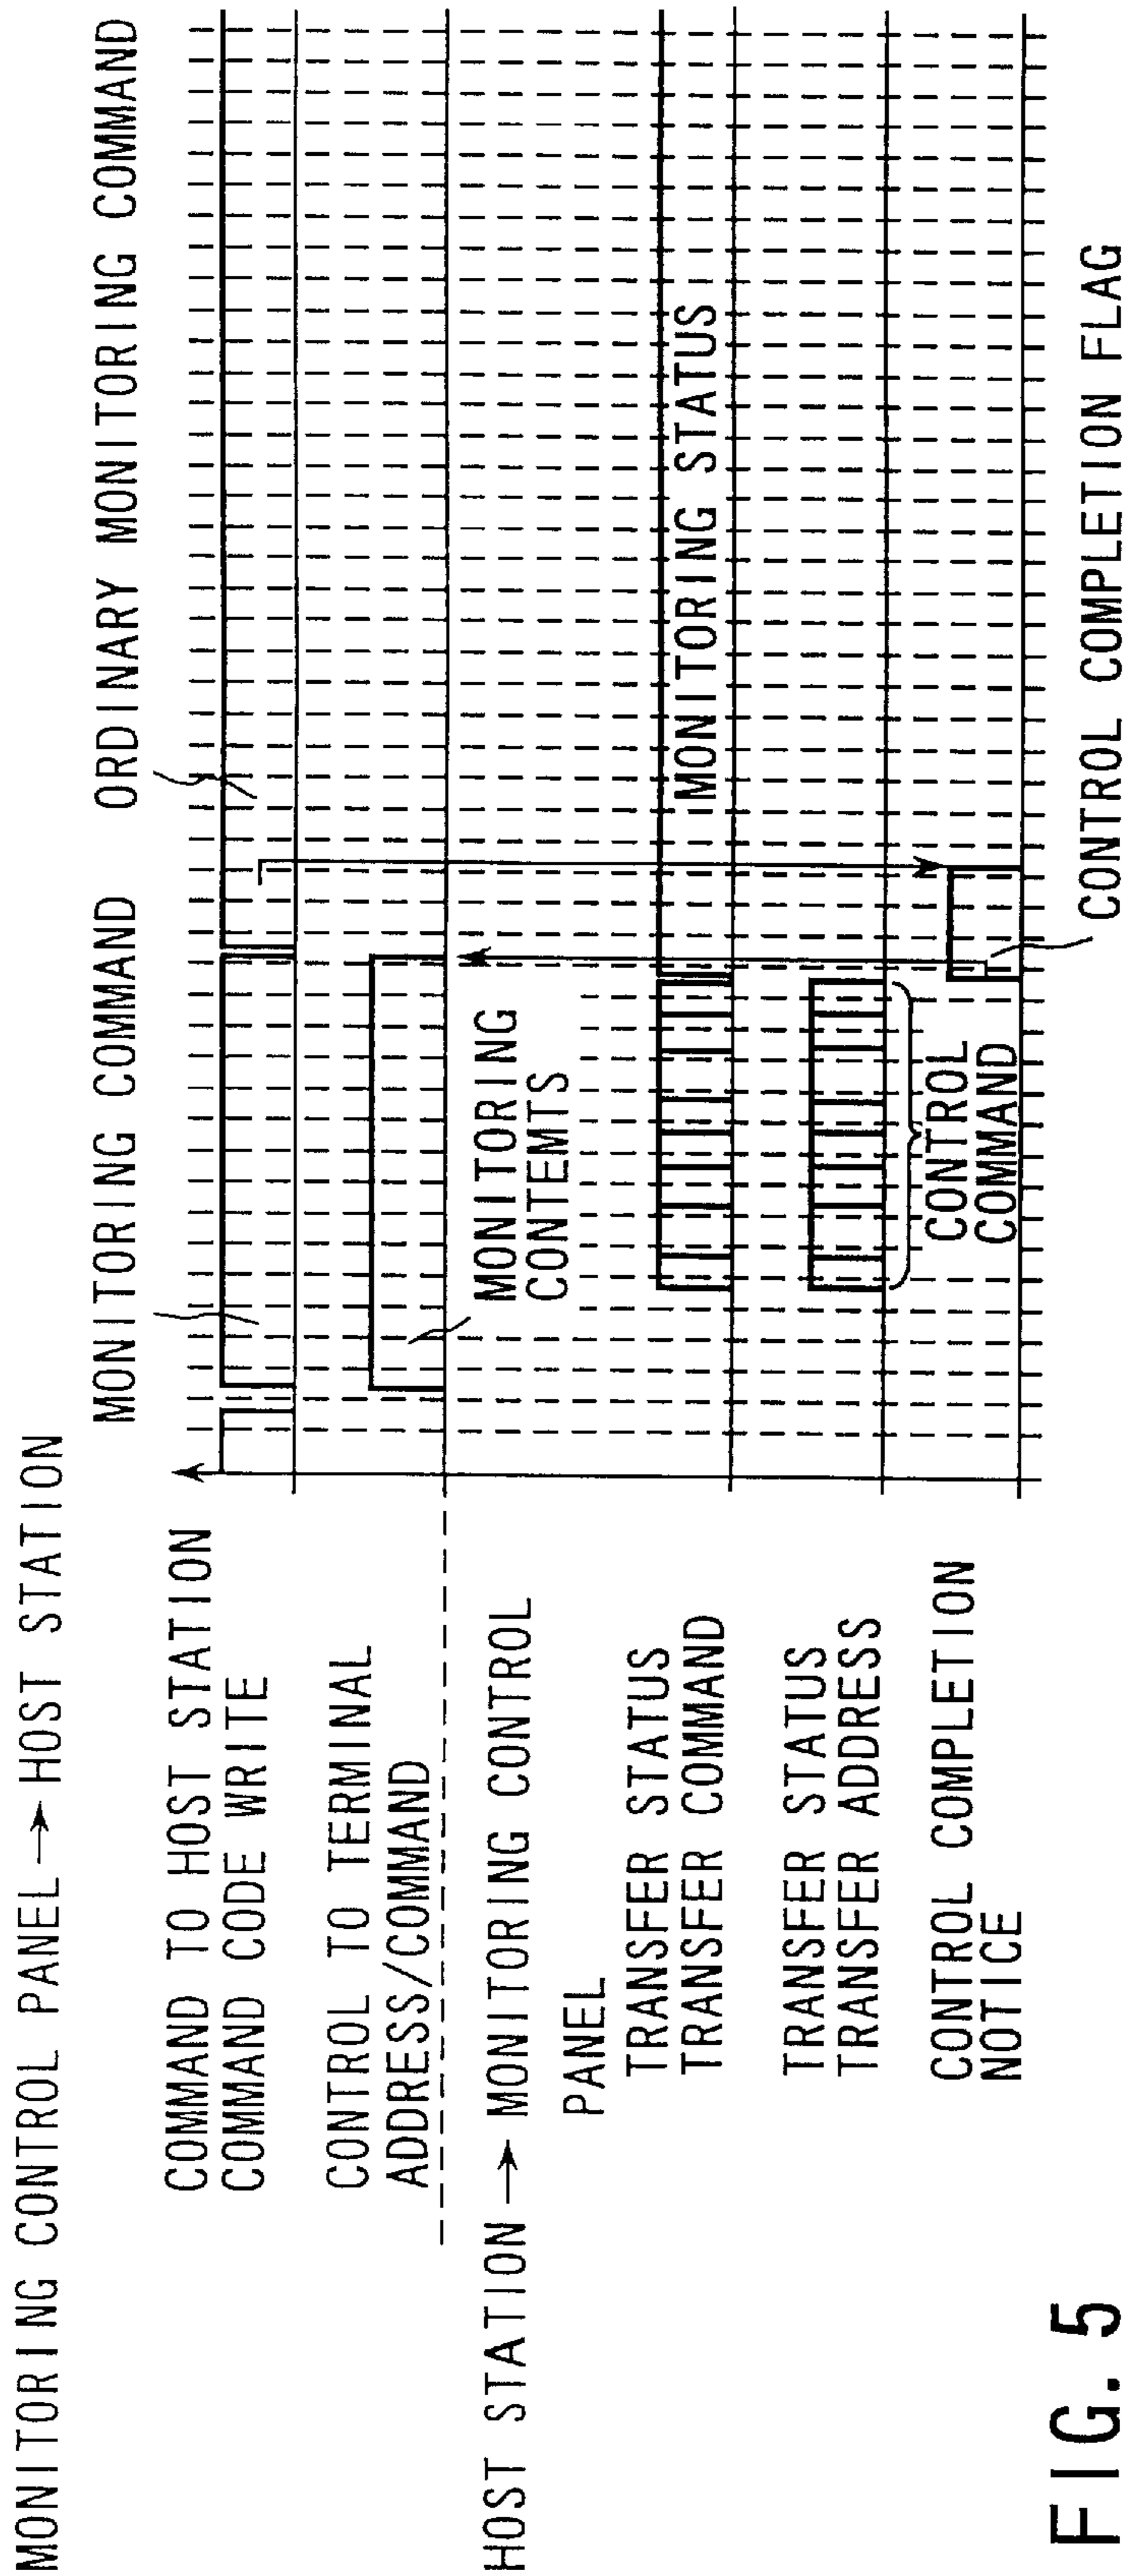 MONITORING CONTROL PANEL → HOST STATION
MONITORING COMMAND
ORDINARY MONITORING COMMAND
COMMAND TO HOST STATION
COMMAND CODE WRITE
CONTROL TO TERMINAL
ADDRESS/COMMAND
MONITORING
CONTEMTS
HOST STATION → MONITORING CONTROL
PANEL
TRANSFER STATUS
TRANSFER COMMAND
MONITORING STATUS
TRANSFER STATUS
TRANSFER ADDRESS
CONTROL
COMMAND
CONTROL COMPLETION
NOTICE
CONTROL COMPLETION FLAG
FIG. 5